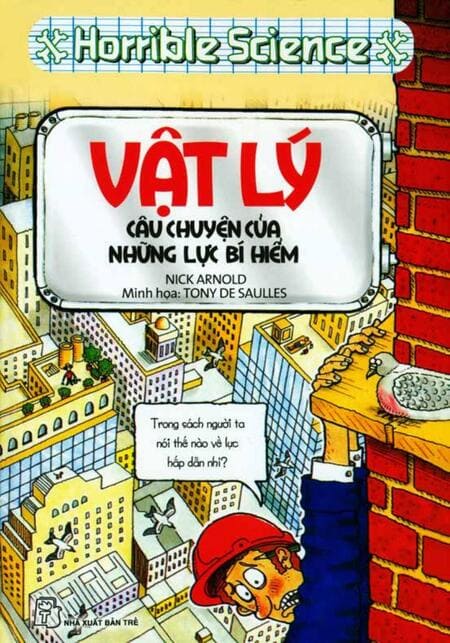 Horrible Science
VẬT LÝ
CÂU CHUYỆN CỦA
NHỮNG LỰC BÍ HIỂM
NICK ARNOLD
Minh họa: TONY DE SAULLES
Trong sách người ta
nói thế nào về lực
hấp dẫn nhỉ?
NHÀ XUẤT BẢN TRẺ